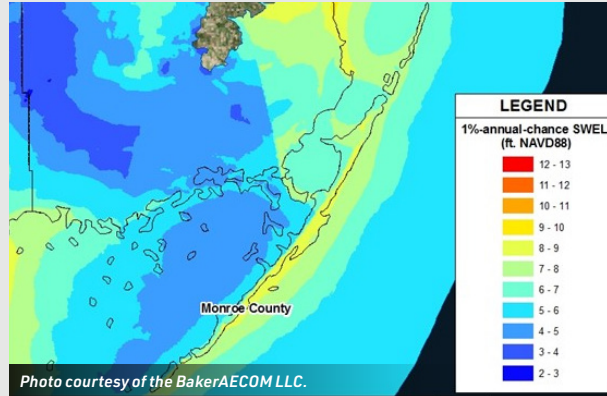 LEGEND
1%-annual-chance SWEL
(ft. NAVD88)
12 - 13
11 - 12
10 - 11
9 - 10
8 - 9
7 - 8
6 - 7
5 - 6
4 - 5
3 - 4
2 - 3
Monroe County
Photo courtesy of the BakerAECOM LLC.